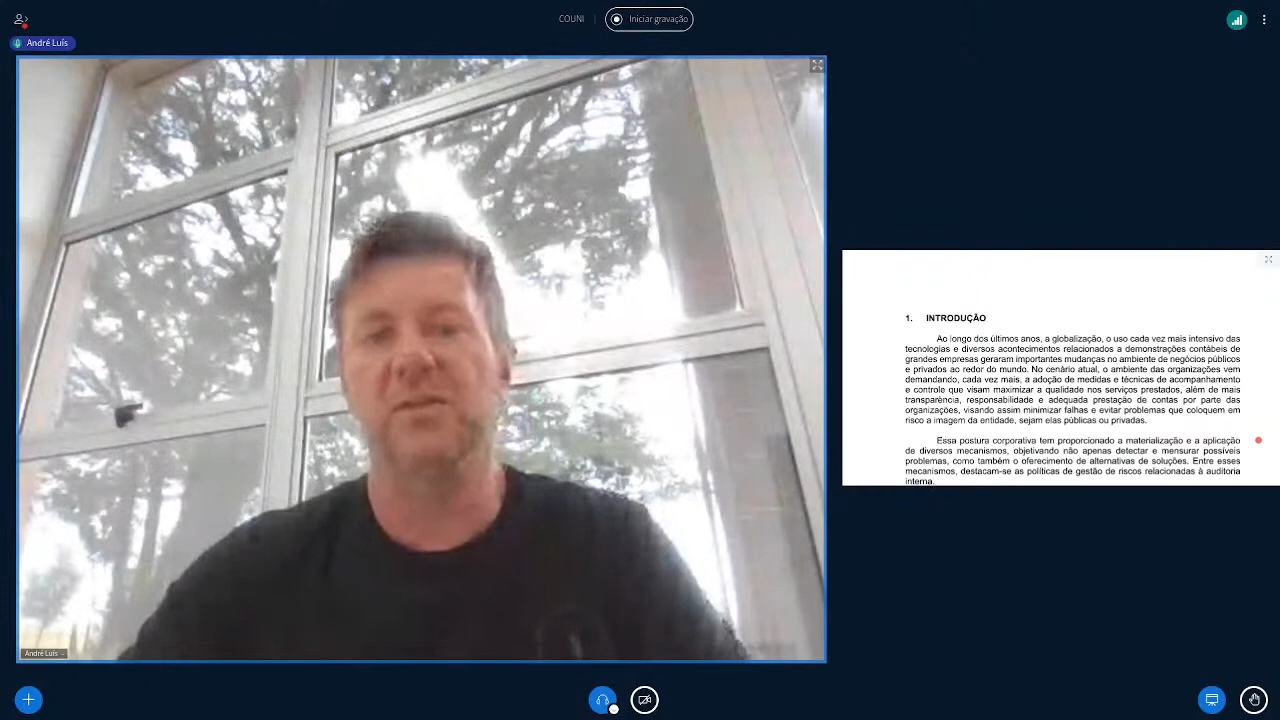 COUNI
Iniciar gravação
André Luís
André Luís
1. INTRODUÇÃO
Ao longo dos últimos anos, a globalização, o uso cada vez mais intensivo das
tecnologias e diversos acontecimentos relacionados a demonstrações contábeis de
grandes empresas geraram importantes mudanças no ambiente de negócios públicos
e privados ao redor do mundo. No cenário atual, o ambiente das organizações vem
demandando, cada vez mais, a adoção de medidas e técnicas de acompanhamento
e controle que visam maximizar a qualidade nos serviços prestados, além de mais
transparência, responsabilidade e adequada prestação de contas por parte das
organizações, visando assim minimizar falhas e evitar problemas que coloquem em
risco a imagem da entidade, sejam elas públicas ou privadas.
Essa postura corporativa tem proporcionado a materialização e a aplicação
de diversos mecanismos, objetivando não apenas detectar e mensurar possíveis
problemas, como também o oferecimento de alternativas de soluções. Entre esses
mecanismos, destacam-se as políticas de gestão de riscos relacionadas à auditoria
interna.